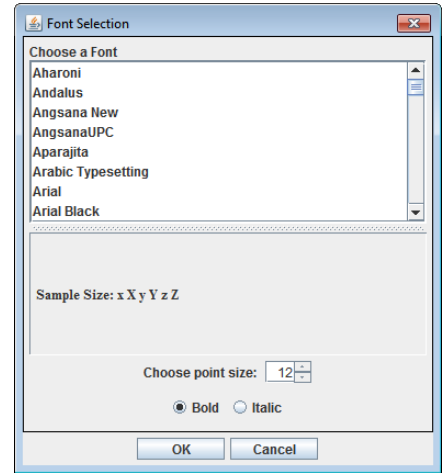 Font Selection
Choose a Font
Aharoni
Andalus
Angsana New
AngsanaUPC
Aparajita
Arabic Typesetting
Arial
Arial Black
Sample Size: x X y Y z Z
Choose point size: 12
Bold Italic
OK Cancel